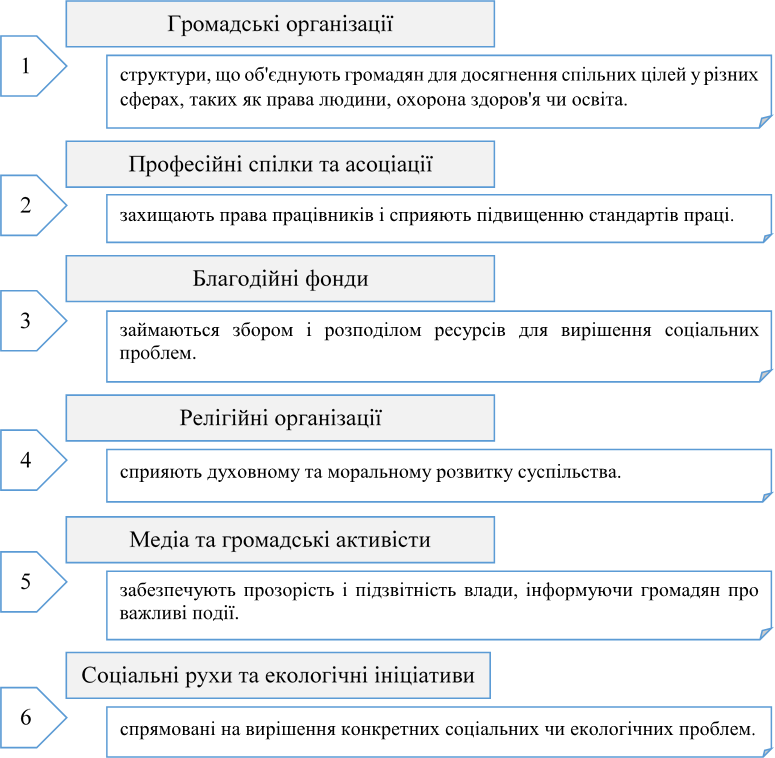 Громадські організації
1
структури, що об'єднують громадян для досягнення спільних цілей у різних
сферах, таких як права людини, охорона здоров'я чи освіта.
Професійні спілки та асоціації
2
захищають права працівників і сприяють підвищенню стандартів праці.
Благодійні фонди
3
займаються збором і розподілом ресурсів для вирішення соціальних
проблем.
Релігійні організації
4
сприяють духовному та моральному розвитку суспільства.
Медіа та громадські активісти
5
забезпечують прозорість і підзвітність влади, інформуючи громадян про
важливі події.
Соціальні рухи та екологічні ініціативи
6
спрямовані на вирішення конкретних соціальних чи екологічних проблем.